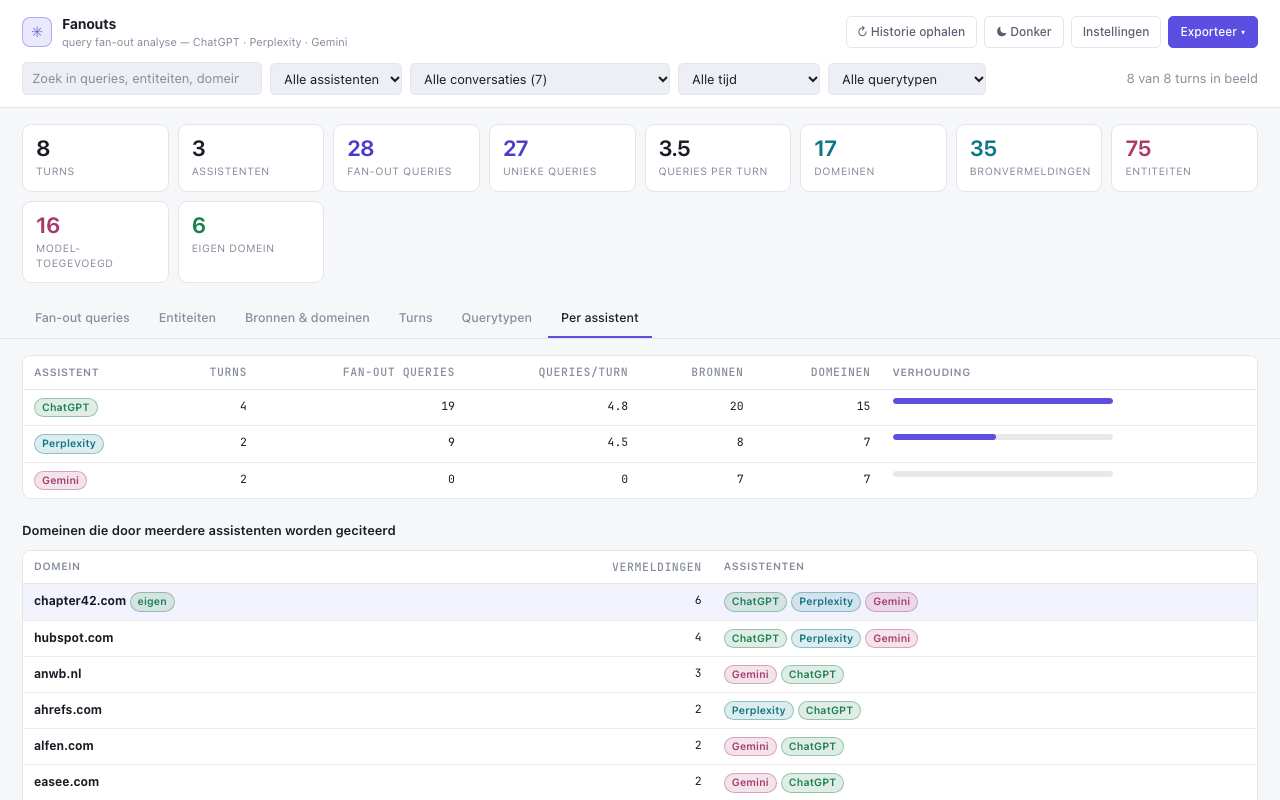 Fanouts
query fan-out analyse — ChatGPT · Perplexity · Gemini
Historie ophalen
Donker
Instellingen
Exporteer
Zoek in queries, entiteiten, domeir
Alle assistenten
Alle conversaties (7)
Alle tijd
Alle querytypen
8 van 8 turns in beeld
8
TURNS
3
ASSISTENTEN
28
FAN-OUT QUERIES
27
UNIEKE QUERIES
3.5
QUERIES PER TURN
17
DOMEINEN
35
BRONVERMELDINGEN
75
ENTITEITEN
16
MODEL-
TOEGEVOEGD
6
EIGEN DOMEIN
Fan-out queries Entiteiten Bronnen & domeinen Turns Querytypen Per assistent
ASSISTENT TURNS FAN-OUT QUERIES QUERIES/TURN BRONNEN DOMEINEN VERHOUDING
ChatGPT 4 19 4.8 20 15
Perplexity 2 9 4.5 8 7
Gemini 2 0 0 7 7
Domeinen die door meerdere assistenten worden geciteerd
DOMEIN VERMELDINGEN ASSISTENTEN
chapter42.com eigen 6 ChatGPT Perplexity Gemini
hubspot.com 4 ChatGPT Perplexity Gemini
anwb.nl 3 Gemini ChatGPT
ahrefs.com 2 Perplexity ChatGPT
alfen.com 2 Gemini ChatGPT
easee.com 2 Gemini ChatGPT